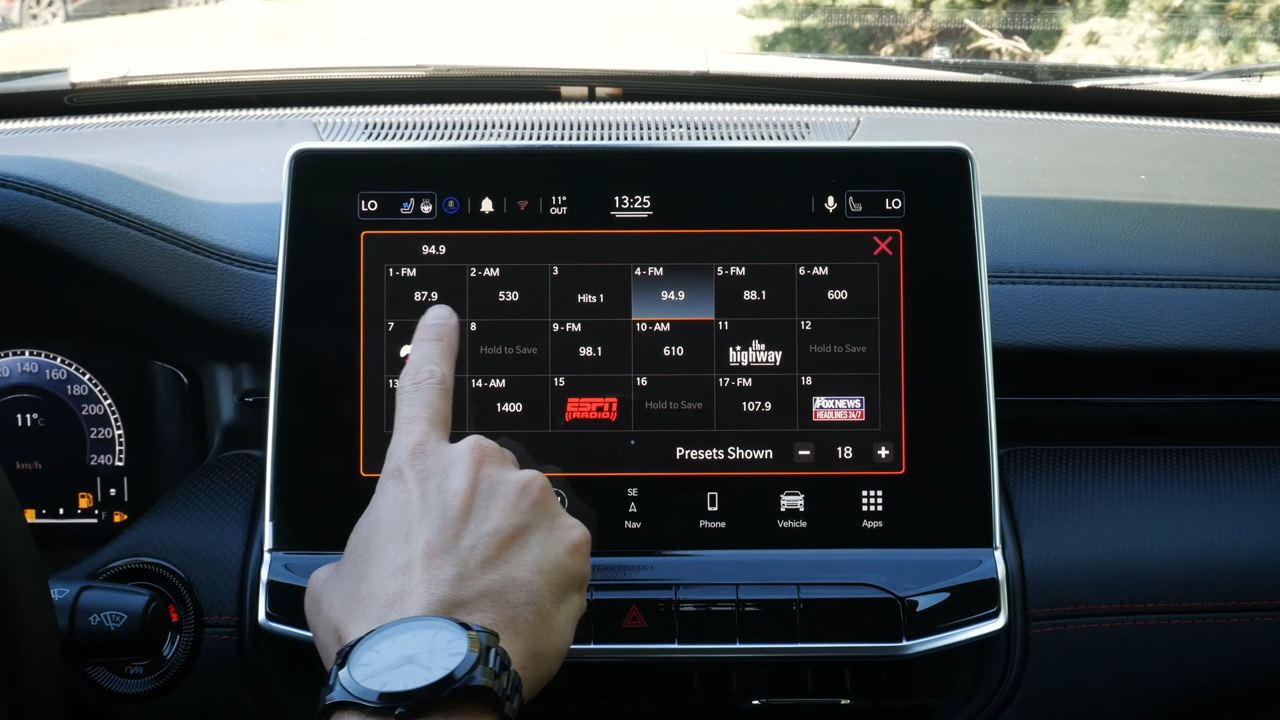 LO
11°
OUT
13:25
LO
94.9
1 - FM
87.9
2 - AM
530
3
Hits 1
4 - FM
94.9
5 - FM
88.1
6 - AM
600
7
8
Hold to Save
9 - FM
98.1
10 - AM
610
11
the
highway
12
Hold to Save
13
14 - AM
1400
15
ESPN
RADIO
16
Hold to Save
17 - FM
107.9
18
FOX NEWS
HEADLINES 24/7
Presets Shown
18
SE
Nav
Phone
Vehicle
Apps
140
160
180
200
220
240
11°C
km/h
F
1x